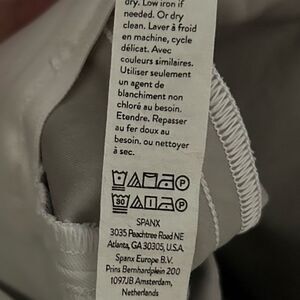 dry. Low iron if
needed. Or dry
clean. Laver à froid
en machine, cycle
délicat. Avec
couleurs similaires.
Utiliser seulement
un agent de
blanchiment non
chloré au besoin.
Etendre. Repasser
au fer doux au
besoin. ou nettoyer
à sec.
P
30 P
SPANX
3035 Peachtree Road NE
Atlanta, GA 30305, U.S.A.
Spanx Europe B.V.
Prins Bernhardplein 200
1097JB Amsterdam,
Netherlands